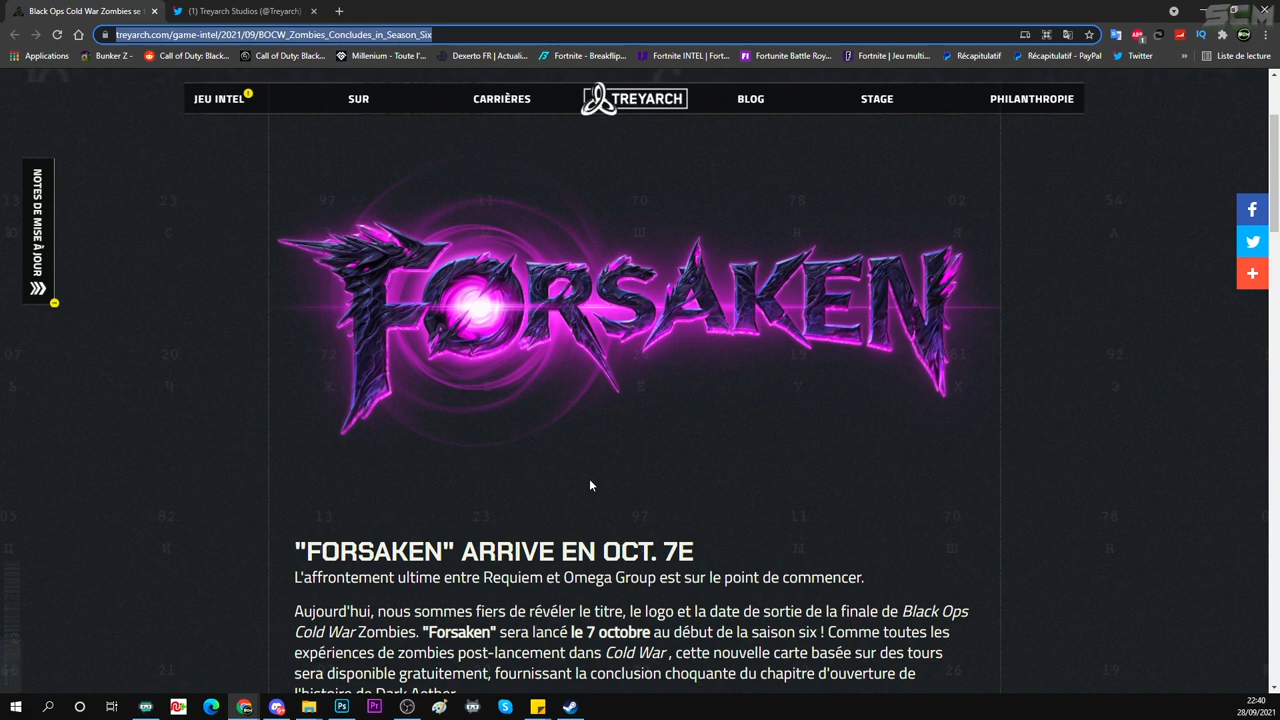 Black Ops Cold War Zombies se
(1) Treyarch Studios (@Treyarch)
SCM
treyarch.com/game-intel/2021/09/BOCW_Zombies_Concludes_in_Season_Six
Applications
Bunker Z -
Call of Duty: Black...
Call of Duty: Black...
Millenium - Toute l'...
Dexerto FR | Actuali...
Fortnite - Breakflip...
Fortnite INTEL | Fort...
Fortunite Battle Roy...
Fortnite | Jeu multi...
Récapitulatif
Récapitulatif - PayPal
Twitter
»
Liste de lecture
JEU INTEL
SUR
CARRIÈRES
TREYARCH
BLOG
STAGE
PHILANTHROPIE
NOTES DE MISE À JOUR
FORSAKEN
"FORSAKEN" ARRIVE EN OCT. 7E
L'affrontement ultime entre Requiem et Omega Group est sur le point de commencer.
Aujourd'hui, nous sommes fiers de révéler le titre, le logo et la date de sortie de la finale de Black Ops
Cold War Zombies. "Forsaken" sera lancé le 7 octobre au début de la saison six ! Comme toutes les
expériences de zombies post-lancement dans Cold War , cette nouvelle carte basée sur des tours
sera disponible gratuitement, fournissant la conclusion choquante du chapitre d'ouverture de
l'histoire de Dark Aether.
22:40
28/09/2021